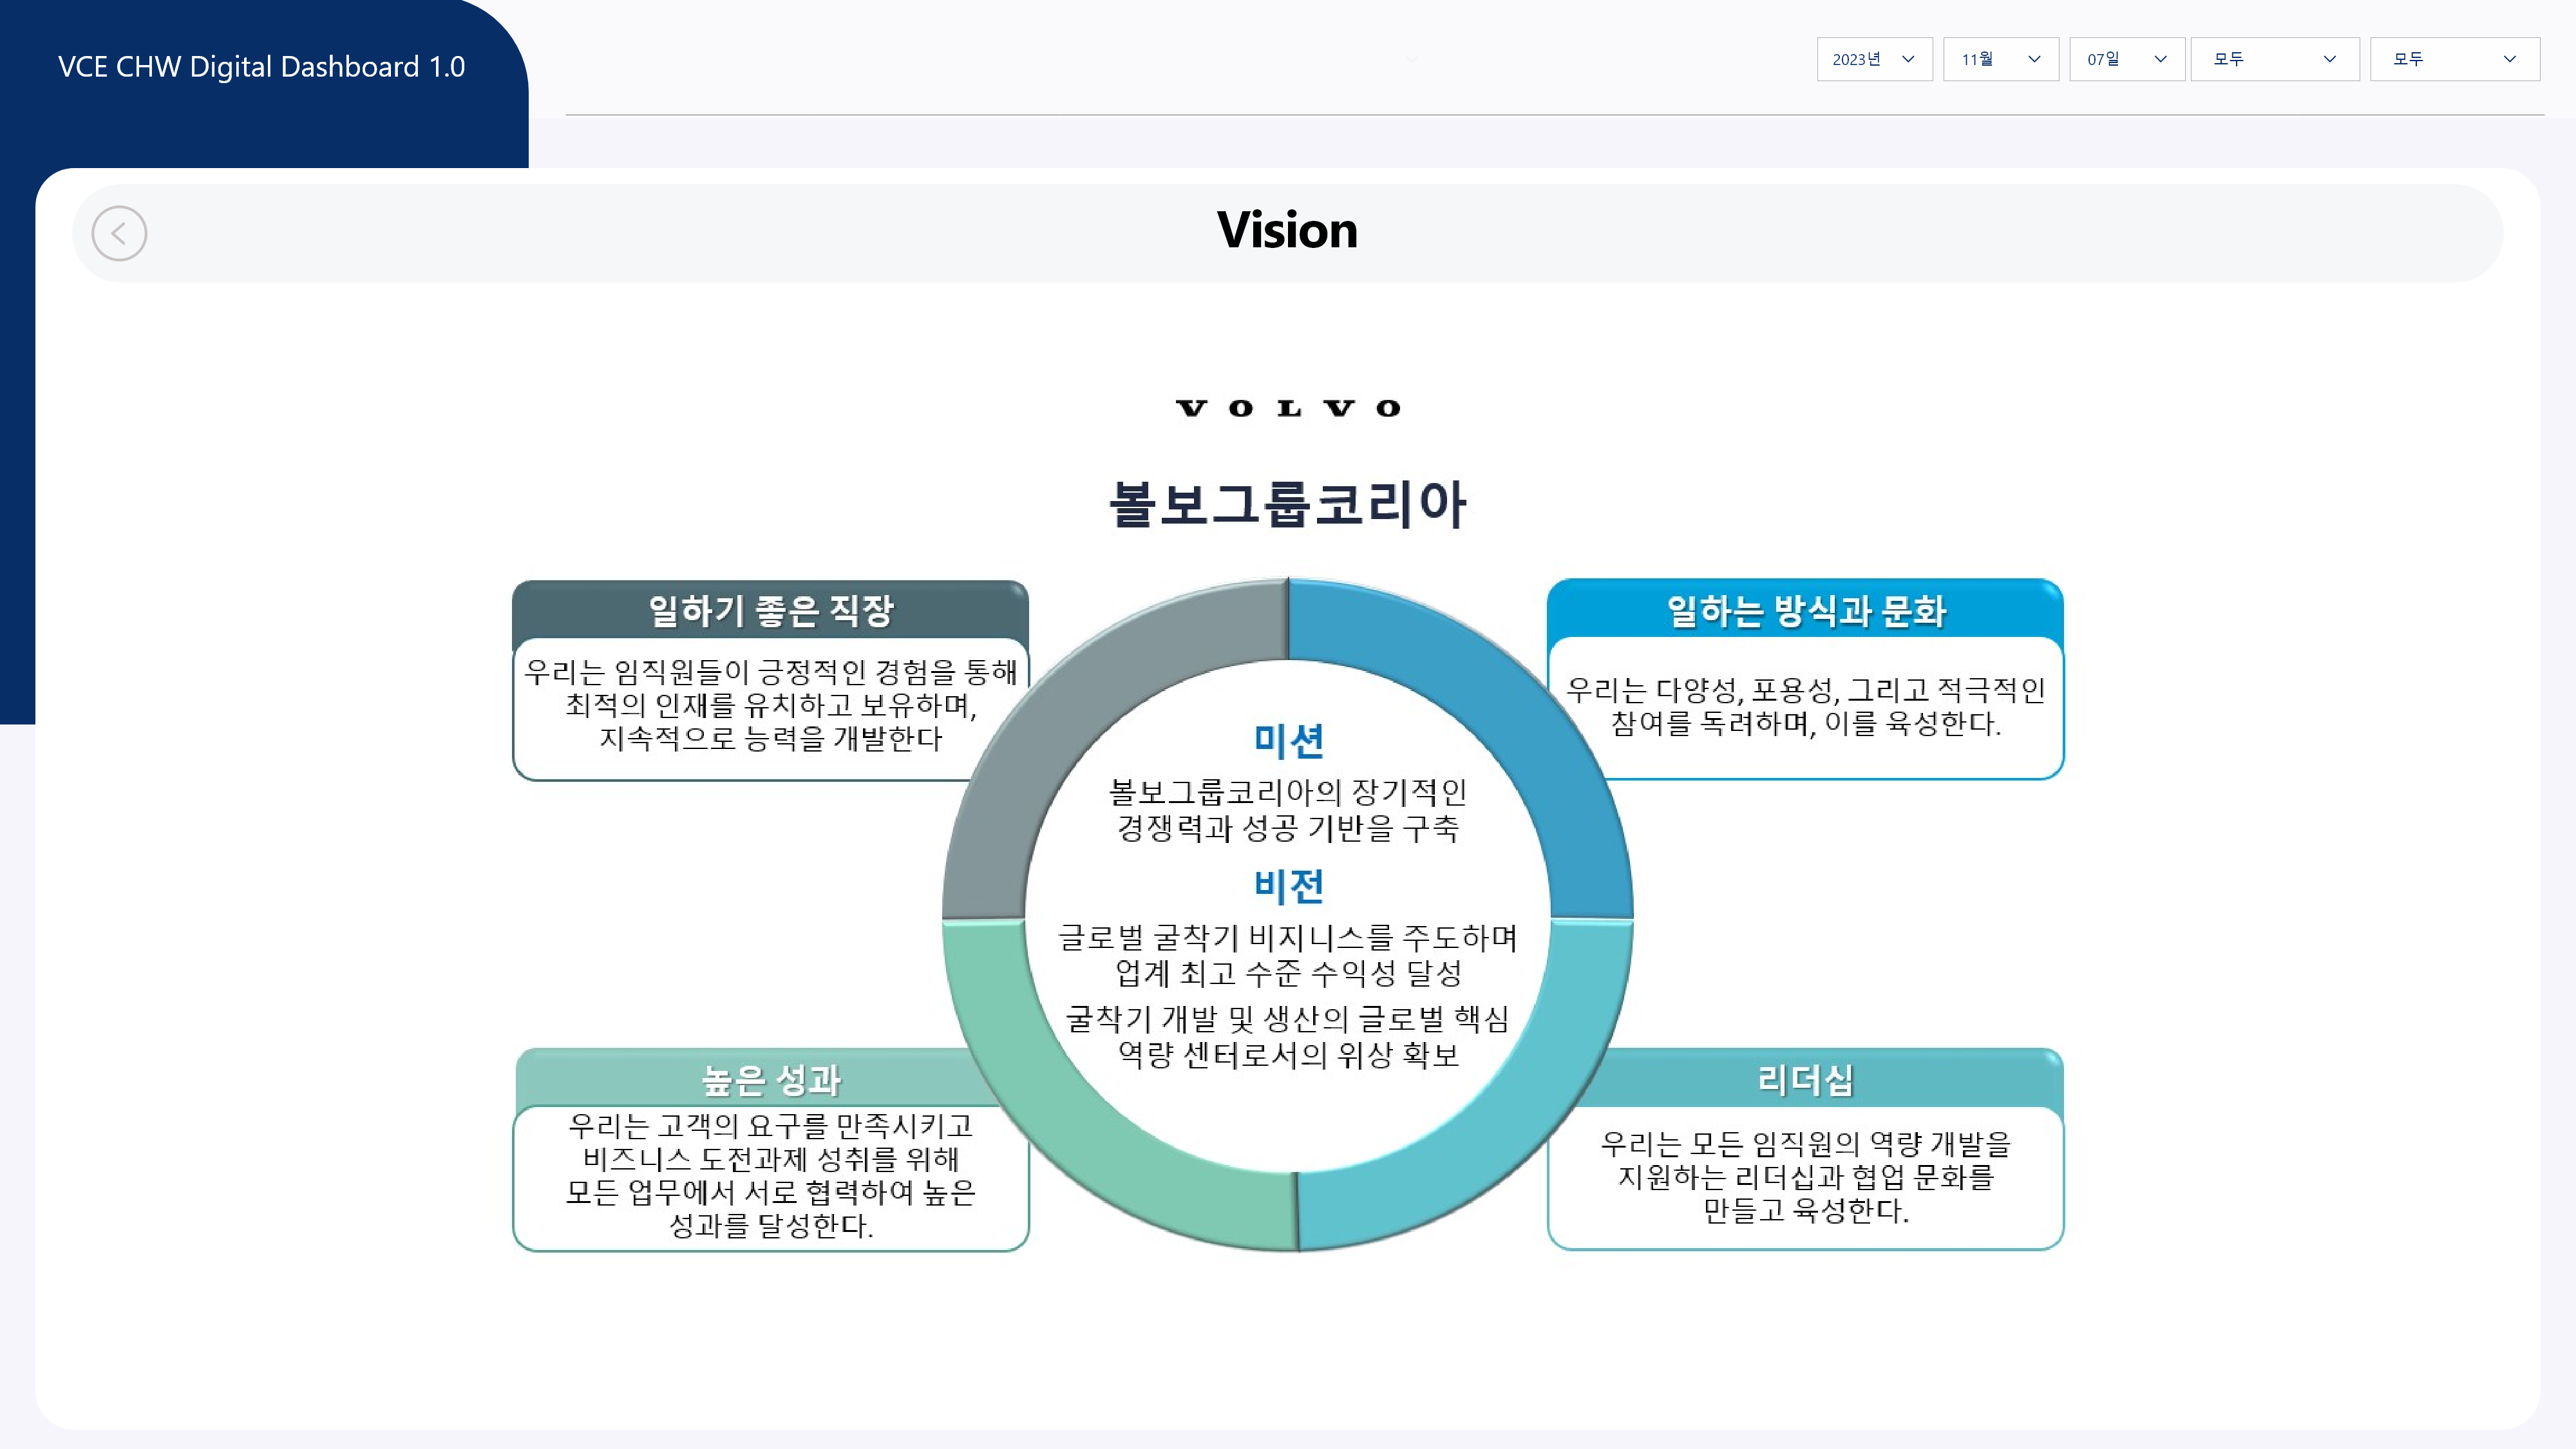 VCE CHW Digital Dashboard 1.0
2023년
11월
07일
모두
모두
Vision
VOLVO
볼보그룹코리아
일하기 좋은 직장
우리는 임직원들이 긍정적인 경험을 통해
최적의 인재를 유치하고 보유하며,
지속적으로 능력을 개발한다
일하는 방식과 문화
우리는 다양성, 포용성, 그리고 적극적인
참여를 독려하며, 이를 육성한다.
미션
볼보그룹코리아의 장기적인
경쟁력과 성공 기반을 구축
비전
글로벌 굴착기 비지니스를 주도하며
업계 최고 수준 수익성 달성
굴착기 개발 및 생산의 글로벌 핵심
역량 센터로서의 위상 확보
높은 성과
우리는 고객의 요구를 만족시키고
비즈니스 도전과제 성취를 위해
모든 업무에서 서로 협력하여 높은
성과를 달성한다.
리더십
우리는 모든 임직원의 역량 개발을
지원하는 리더십과 협업 문화를
만들고 육성한다.